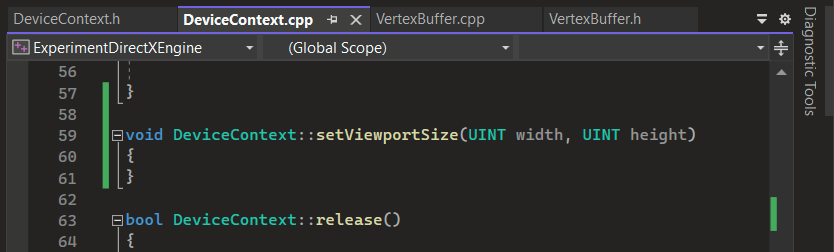 DeviceContext.h DeviceContext.cpp VertexBuffer.cpp VertexBuffer.h
ExperimentDirectXEngine (Global Scope)
Diagnostic Tools
56
57 }
58
59 void DeviceContext::setViewportSize(UINT width, UINT height)
60 {
61 }
62
63 bool DeviceContext::release()
64 {